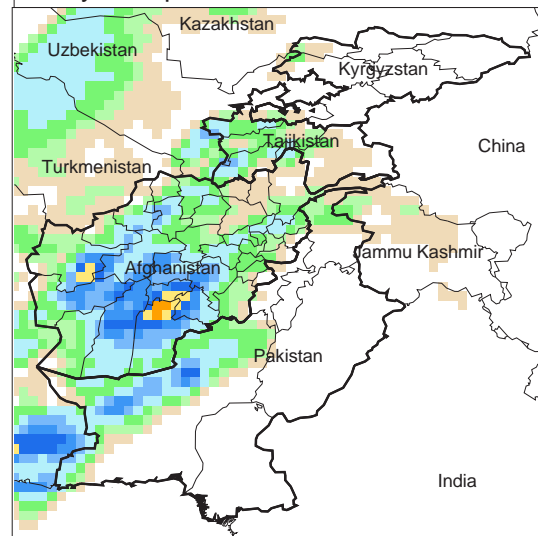 Kazakhstan
Uzbekistan
Kyrgyzstan
Tajikistan
China
Turkmenistan
Jammu Kashmir
Afghanistan
Pakistan
India